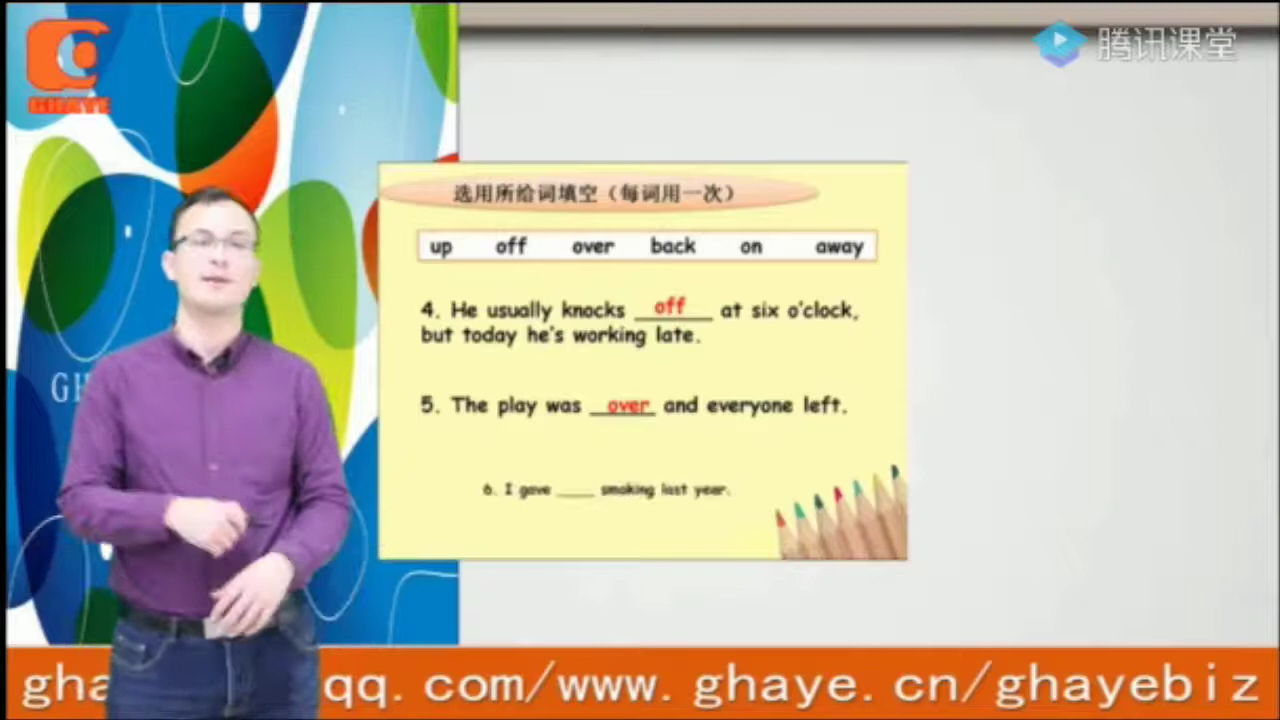 GHAYE
腾讯课堂
选用所给词填空（每词用一次）
up off over back on away
4. He usually knocks off at six o'clock,
but today he's working late.
5. The play was over and everyone left.
GH
6. I gave ____ smoking last year.
gha qq.com/www.ghaye.cn/ghayebiz